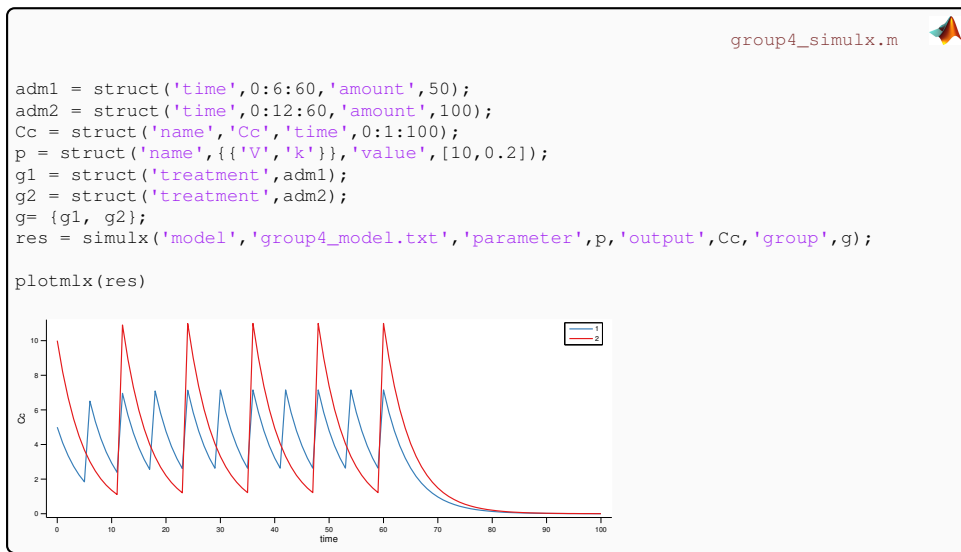 group4_simulx.m
adm1 = struct('time',0:6:60,'amount',50);
adm2 = struct('time',0:12:60,'amount',100);
Cc = struct('name','Cc','time',0:1:100);
p = struct('name',{{'V','k'}},'value',[10,0.2]);
g1 = struct('treatment',adm1);
g2 = struct('treatment',adm2);
g= {g1, g2};
res = simulx('model','group4_model.txt','parameter',p,'output',Cc,'group',g);
plotmlx(res)
1
2
10
8
6
4
2
0
Cc
0 10 20 30 40 50 60 70 80 90 100
time